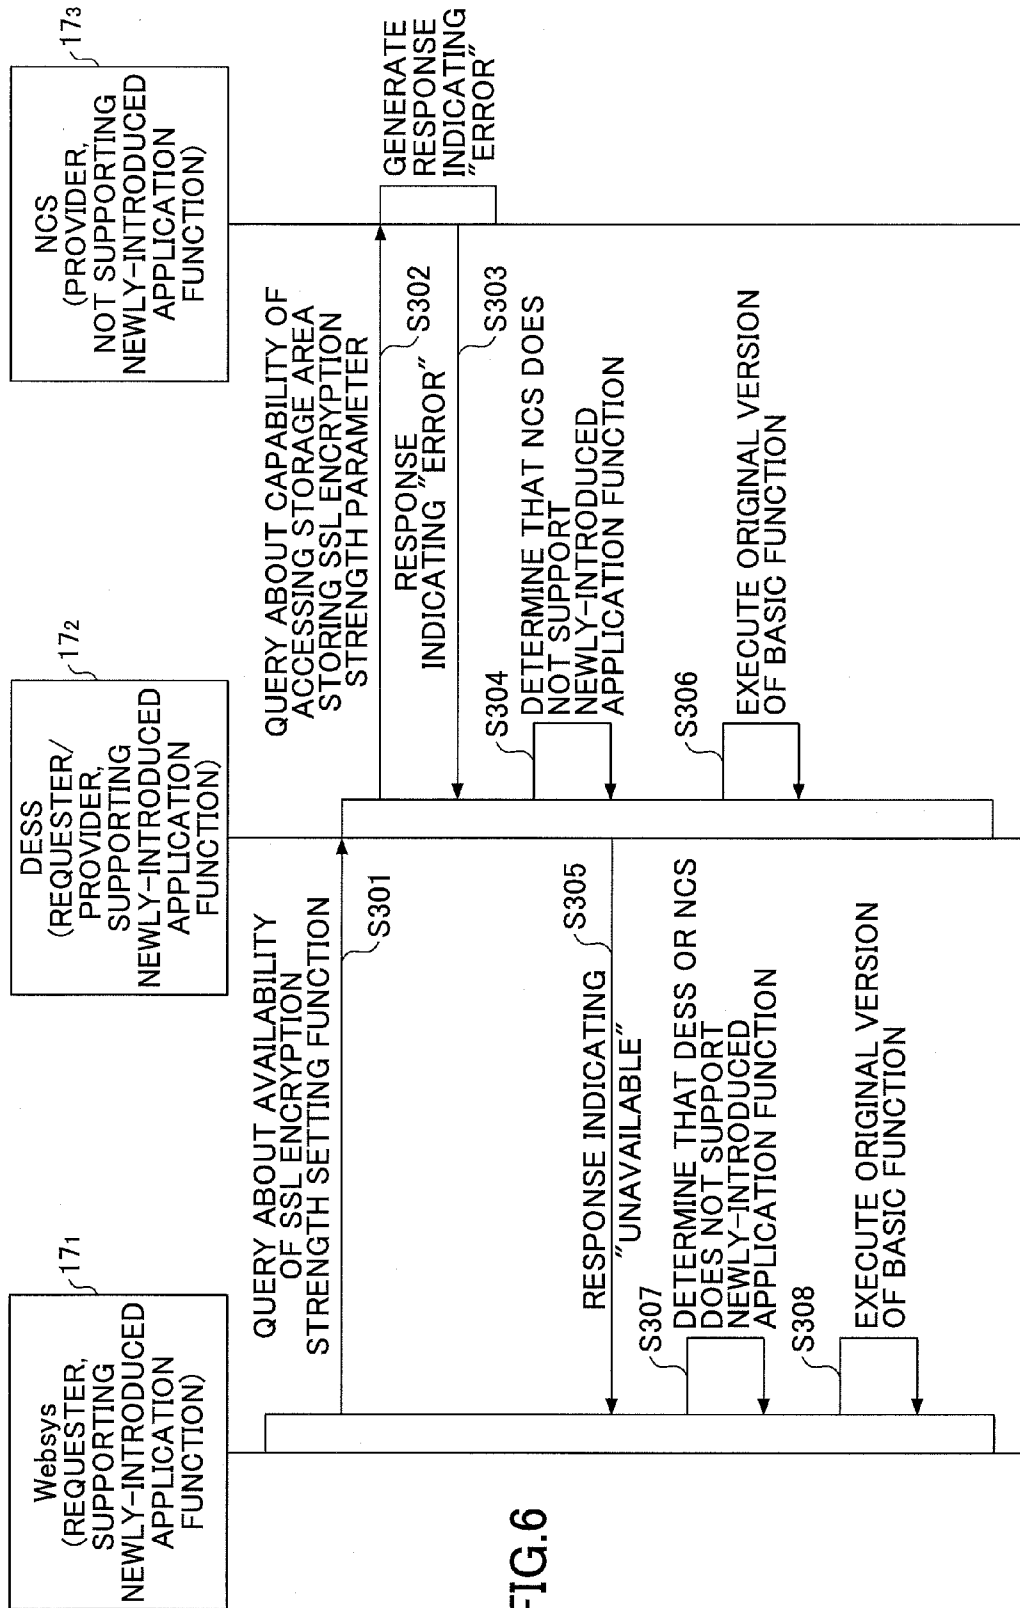 Websys
(REQUESTER,
SUPPORTING
NEWLY-INTRODUCED
APPLICATION
FUNCTION)
171
DESS
(REQUESTER/
PROVIDER,
SUPPORTING
NEWLY-INTRODUCED
APPLICATION
FUNCTION)
172
NCS
(PROVIDER,
NOT SUPPORTING
NEWLY-INTRODUCED
APPLICATION
FUNCTION)
173
QUERY ABOUT AVAILABILITY
OF SSL ENCRYPTION
STRENGTH SETTING FUNCTION
S301
QUERY ABOUT CAPABILITY OF
ACCESSING STORAGE AREA
STORING SSL ENCRYPTION
STRENGTH PARAMETER
S302
GENERATE
RESPONSE
INDICATING
"ERROR"
RESPONSE
INDICATING "ERROR"
S303
S304
DETERMINE THAT NCS DOES
NOT SUPPORT
NEWLY-INTRODUCED
APPLICATION FUNCTION
RESPONSE INDICATING
"UNAVAILABLE"
S305
S306
EXECUTE ORIGINAL VERSION
OF BASIC FUNCTION
S307
DETERMINE THAT DESS OR NCS
DOES NOT SUPPORT
NEWLY-INTRODUCED
APPLICATION FUNCTION
S308
EXECUTE ORIGINAL VERSION
OF BASIC FUNCTION
FIG.6